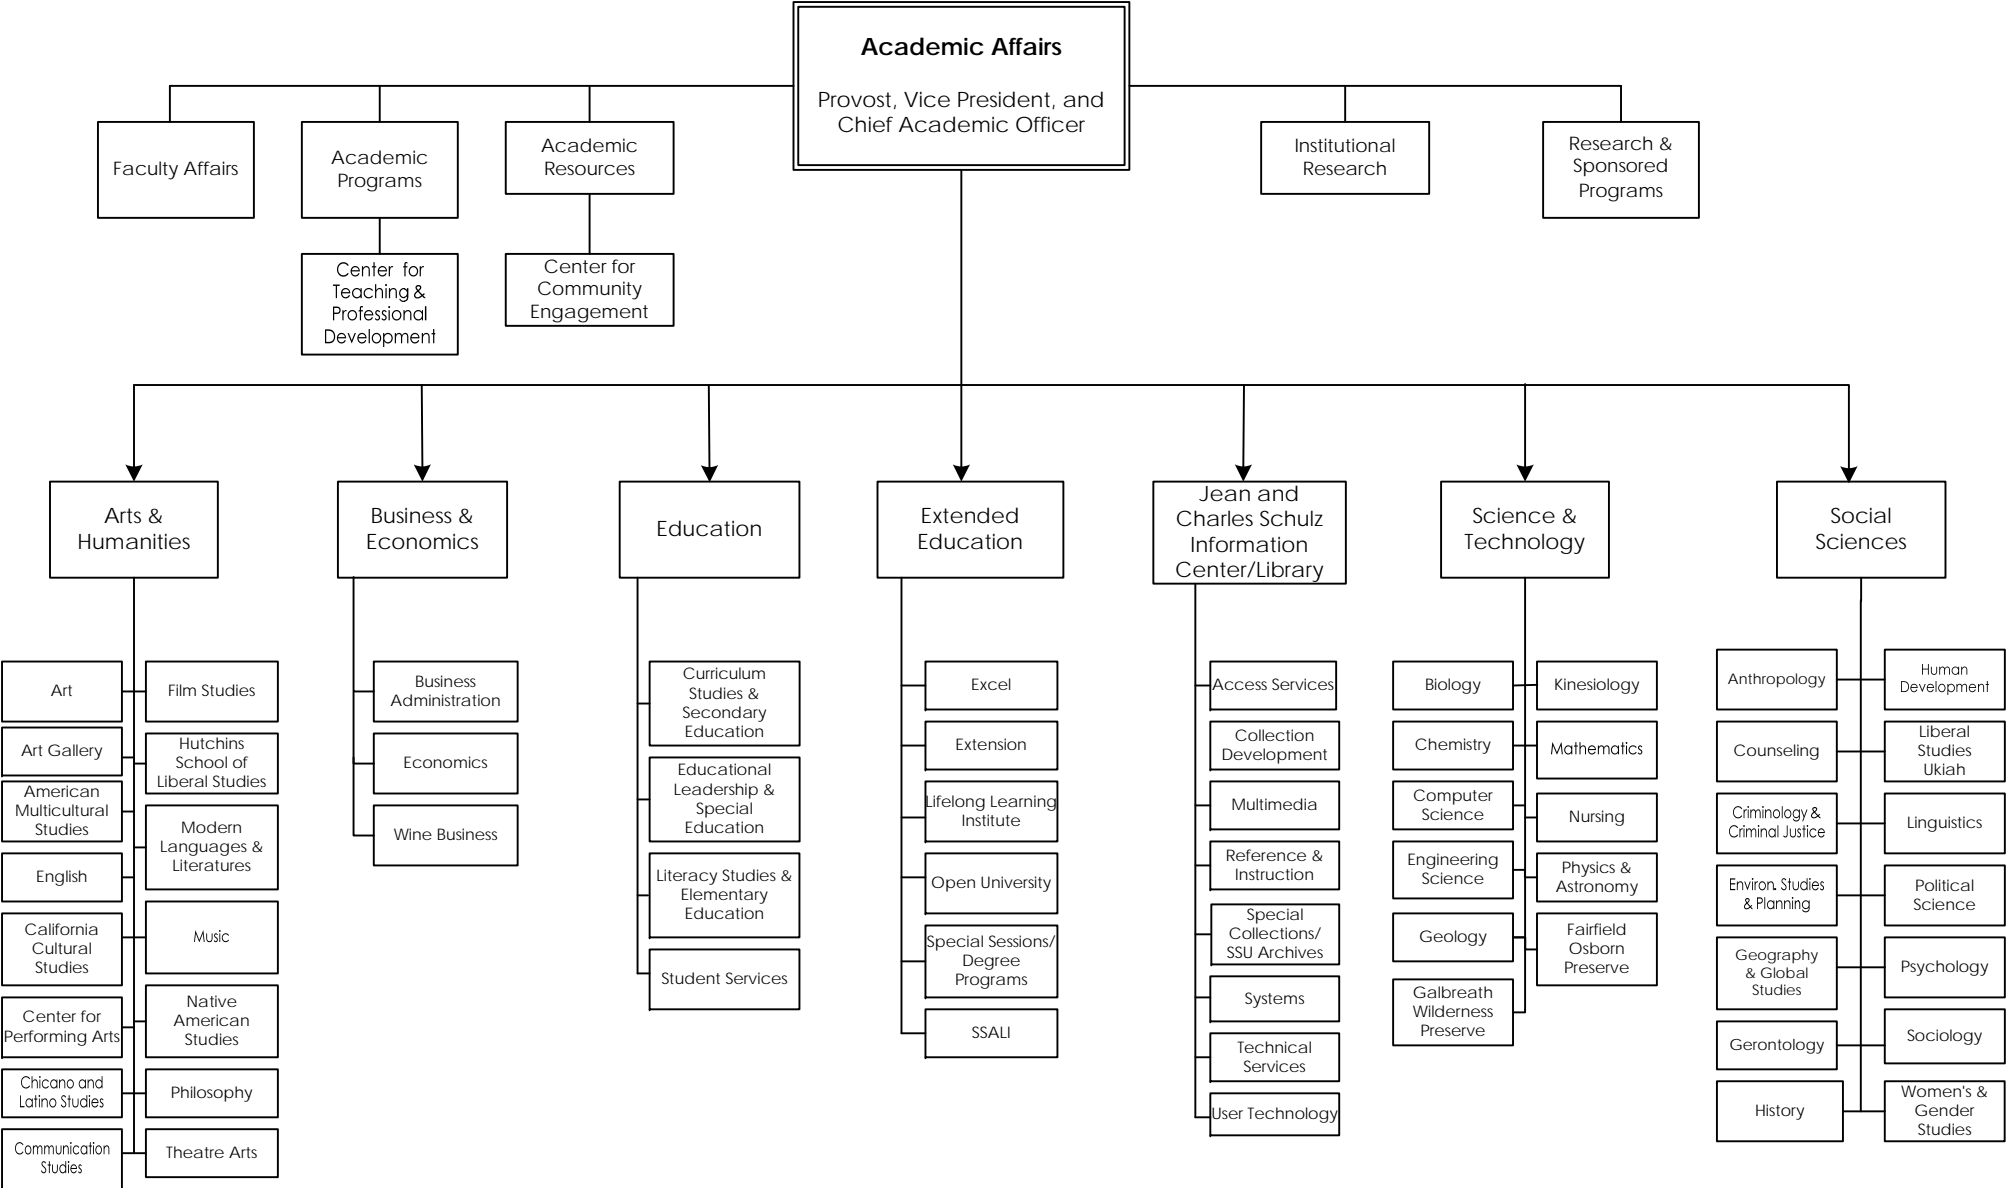 Academic Affairs
Provost, Vice President, and
Chief Academic Officer
Faculty Affairs
Academic
Programs
Academic
Resources
Institutional
Research
Research &
Sponsored
Programs
Center for
Teaching &
Professional
Development
Center for
Community
Engagement
Arts &
Humanities
Business &
Economics
Education
Extended
Education
Jean and
Charles Schulz
Information
Center/Library
Science &
Technology
Social
Sciences
Art
Film Studies
Art Gallery
Hutchins
School of
Liberal Studies
American
Multicultural
Studies
Modern
Languages &
Literatures
English
California
Cultural
Studies
Music
Center for
Performing Arts
Native
American
Studies
Chicano and
Latino Studies
Philosophy
Communication
Studies
Theatre Arts
Business
Administration
Economics
Wine Business
Curriculum
Studies &
Secondary
Education
Educational
Leadership &
Special
Education
Literacy Studies &
Elementary
Education
Student Services
Excel
Extension
Lifelong Learning
Institute
Open University
Special Sessions/
Degree
Programs
SSALI
Access Services
Collection
Development
Multimedia
Reference &
Instruction
Special
Collections/
SSU Archives
Systems
Technical
Services
User Technology
Biology
Kinesiology
Chemistry
Mathematics
Computer
Science
Nursing
Engineering
Science
Physics &
Astronomy
Geology
Fairfield
Osborn
Preserve
Galbreath
Wilderness
Preserve
Anthropology
Human
Development
Counseling
Liberal
Studies
Ukiah
Criminology &
Criminal Justice
Linguistics
Environ. Studies
& Planning
Political
Science
Geography
& Global
Studies
Psychology
Gerontology
Sociology
History
Women's &
Gender
Studies